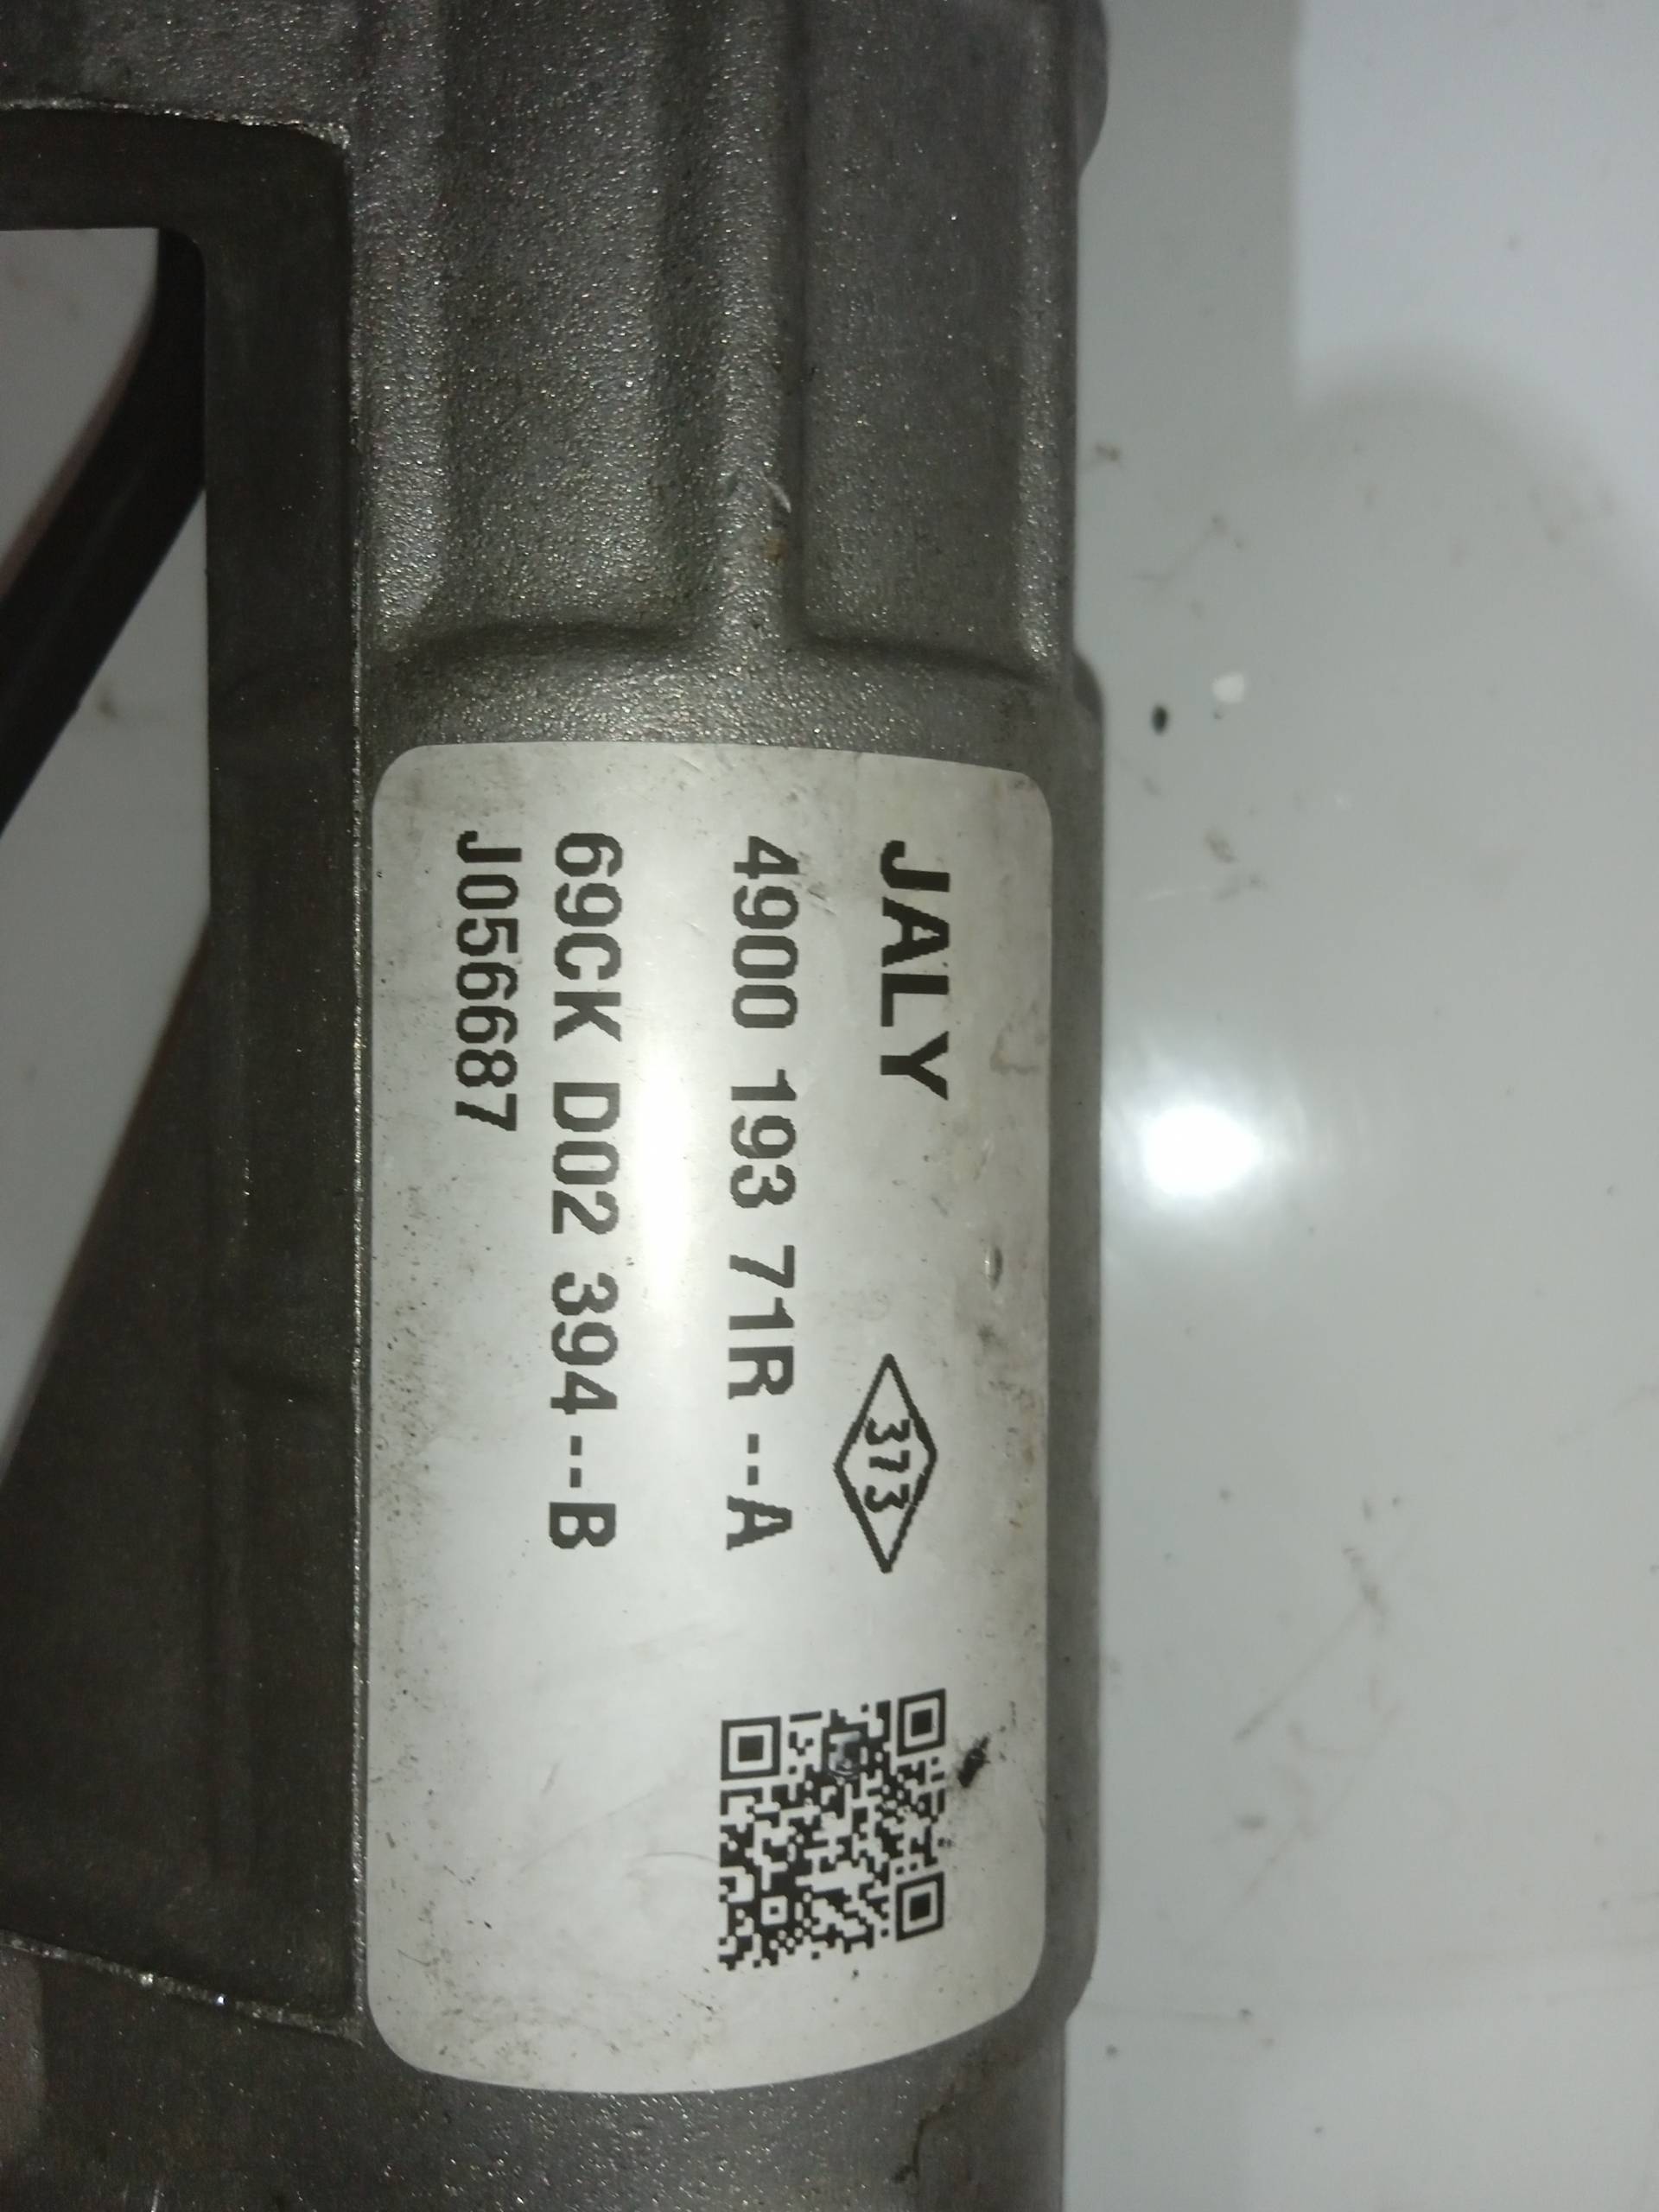 JALY
373
4900 193 71R --A
69CK D02 394--B
J056687